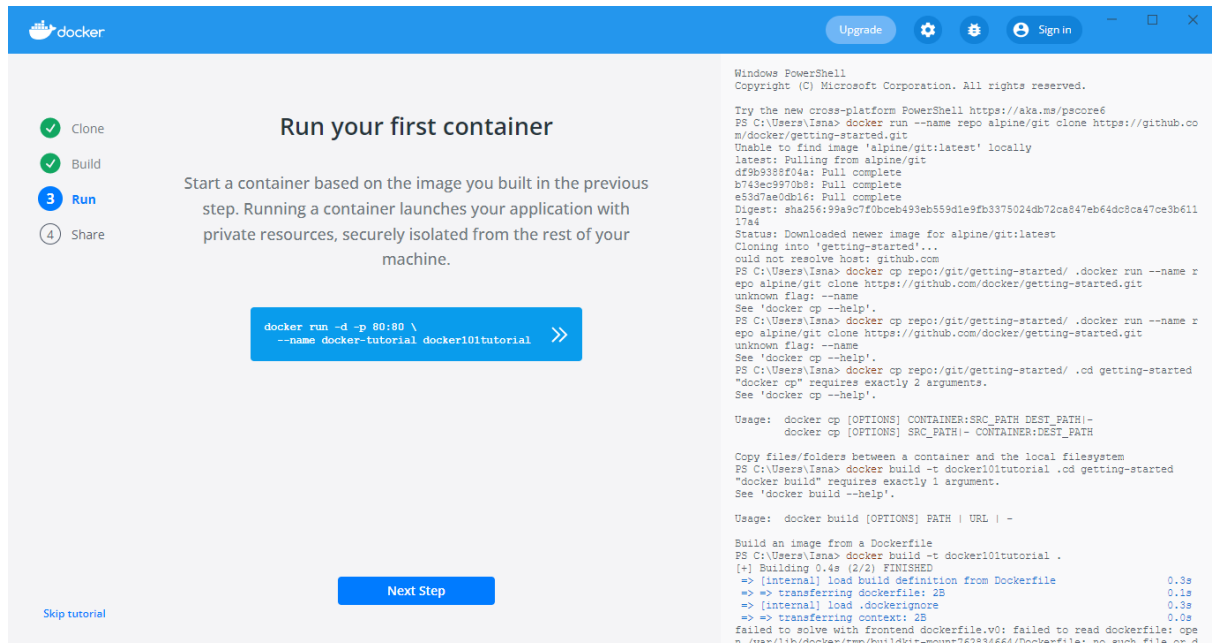 docker
Upgrade
Sign in
Clone
Build
3 Run
4 Share
Run your first container
Start a container based on the image you built in the previous
step. Running a container launches your application with
private resources, securely isolated from the rest of your
machine.
docker run -d -p 80:80 \
--name docker-tutorial docker101tutorial
Next Step
Skip tutorial
Windows PowerShell
Copyright (C) Microsoft Corporation. All rights reserved.
Try the new cross-platform PowerShell https://aka.ms/pscore6
PS C:\Users\Isna> docker run --name repo alpine/git clone https://github.co
m/docker/getting-started.git
Unable to find image 'alpine/git:latest' locally
latest: Pulling from alpine/git
df9b9388f04a: Pull complete
b743ec9970b8: Pull complete
e53d7ae0db16: Pull complete
Digest: sha256:99a9c7f0bceb493eb559d1e9fb3375024db72ca847eb64dc8ca47ce3b611
17a4
Status: Downloaded newer image for alpine/git:latest
Cloning into 'getting-started'...
ould not resolve host: github.com
PS C:\Users\Isna> docker cp repo:/git/getting-started/ .docker run --name r
epo alpine/git clone https://github.com/docker/getting-started.git
unknown flag: --name
See 'docker cp --help'.
PS C:\Users\Isna> docker cp repo:/git/getting-started/ .docker run --name r
epo alpine/git clone https://github.com/docker/getting-started.git
unknown flag: --name
See 'docker cp --help'.
PS C:\Users\Isna> docker cp repo:/git/getting-started/ .cd getting-started
"docker cp" requires exactly 2 arguments.
See 'docker cp --help'.
Usage:  docker cp [OPTIONS] CONTAINER:SRC_PATH DEST_PATH|-
docker cp [OPTIONS] SRC_PATH|- CONTAINER:DEST_PATH
Copy files/folders between a container and the local filesystem
PS C:\Users\Isna> docker build -t docker101tutorial .cd getting-started
"docker build" requires exactly 1 argument.
See 'docker build --help'.
Usage:  docker build [OPTIONS] PATH | URL | -
Build an image from a Dockerfile
PS C:\Users\Isna> docker build -t docker101tutorial .
[+] Building 0.4s (2/2) FINISHED
=> [internal] load build definition from Dockerfile 0.3s
=> => transferring dockerfile: 2B 0.1s
=> [internal] load .dockerignore 0.3s
=> => transferring context: 2B 0.0s
failed to solve with frontend dockerfile.v0: failed to read dockerfile: ope
n /var/lib/docker/tmp/buildkit-mount762834664/Dockerfile: no such file or d